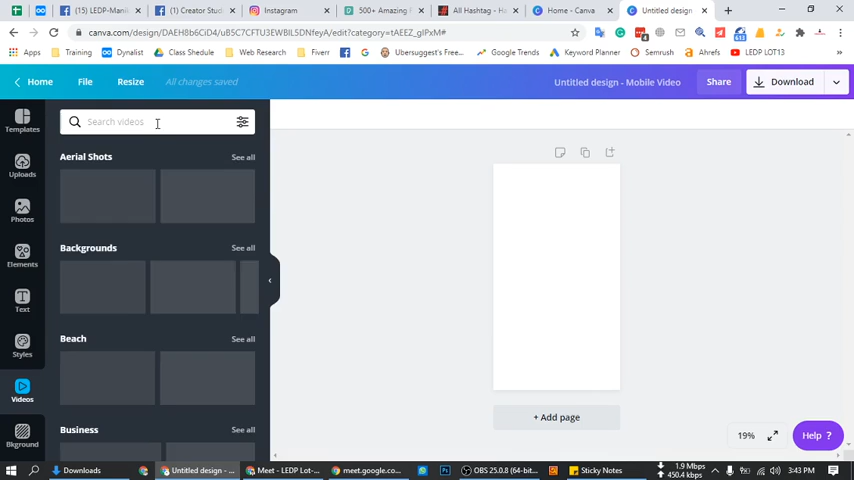 (15) LEDP-Manik
(1) Creator Studi
Instagram
500+ Amazing F
All Hashtag - Ha
Home - Canva
Untitled design
canva.com/design/DAEH8b6CiD4/uB5C7CFTU3EWBIL5DNfeyA/edit?category=tAEEZ_gIPxM#
Apps
Training
Dynalist
Class Shedule
Web Research
Fiverr
Ubersuggest's Free...
Google Trends
Keyword Planner
Semrush
Ahrefs
LEDP LOT13
Home
File
Resize
All changes saved
Untitled design - Mobile Video
Share
Download
Templates
Uploads
Photos
Elements
Text
Styles
Videos
Bkground
Search videos
Aerial Shots
See all
Backgrounds
See all
Beach
See all
Business
See all
+ Add page
19%
Help ?
Downloads
Untitled design - ...
Meet - LEDP Lot-...
meet.google.co...
OBS 25.0.8 (64-bit...
Sticky Notes
1.9 Mbps
450.4 kbps
3:43 PM